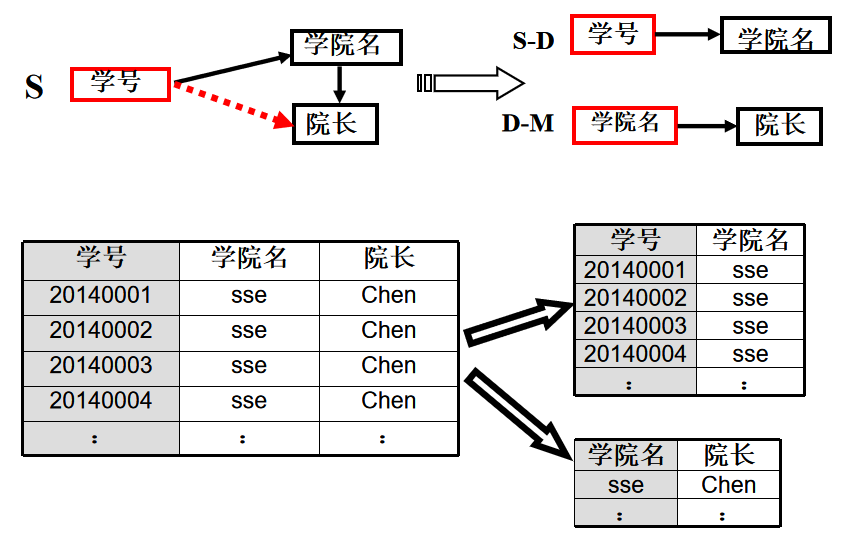 S
学号
学院名
院长
S-D
学号
学院名
D-M
学院名
院长
学号 学院名 院长
20140001 sse Chen
20140002 sse Chen
20140003 sse Chen
20140004 sse Chen
: : :
学号 学院名
20140001 sse
20140002 sse
20140003 sse
20140004 sse
: :
学院名 院长
sse Chen
: :